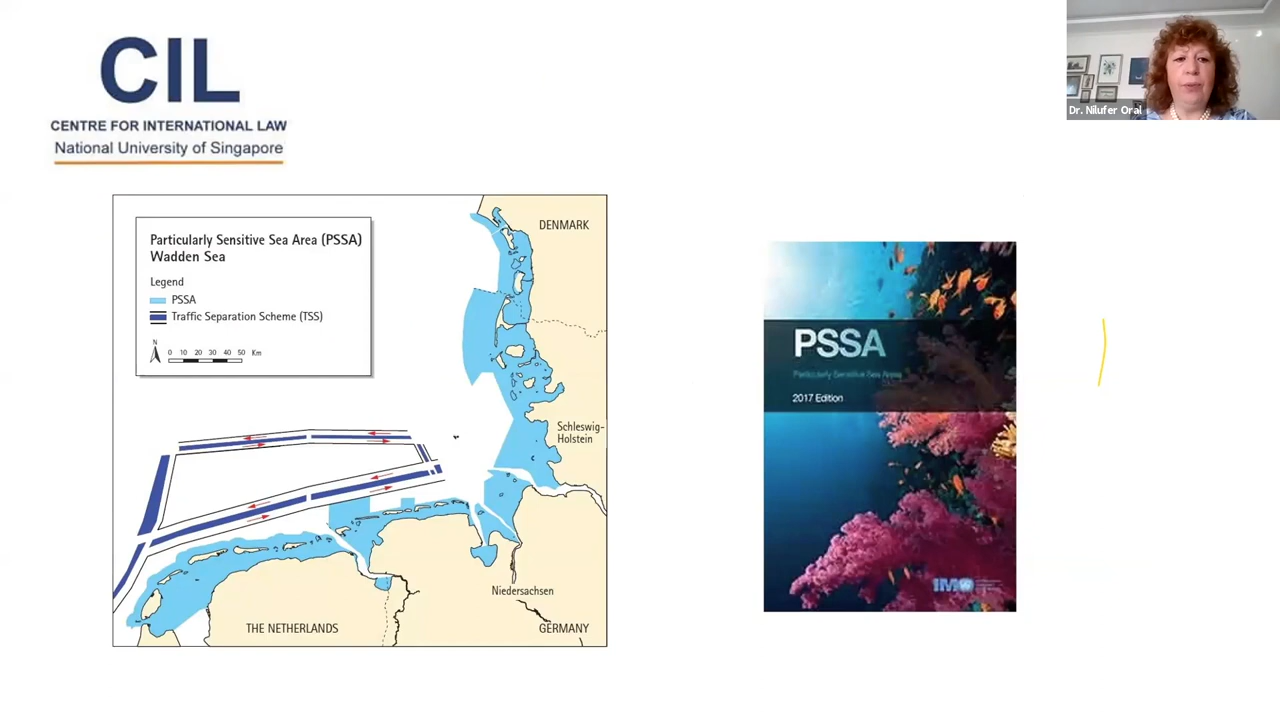 CIL
CENTRE FOR INTERNATIONAL LAW
National University of Singapore
Dr. Nilufer Oral
Particularly Sensitive Sea Area (PSSA)
Wadden Sea
Legend
PSSA
Traffic Separation Scheme (TSS)
N
0 10 20 30 40 50 Km
DENMARK
Schleswig-
Holstein
Niedersachsen
THE NETHERLANDS
GERMANY
PSSA
Particularly Sensitive Sea Areas
2017 Edition
IMO